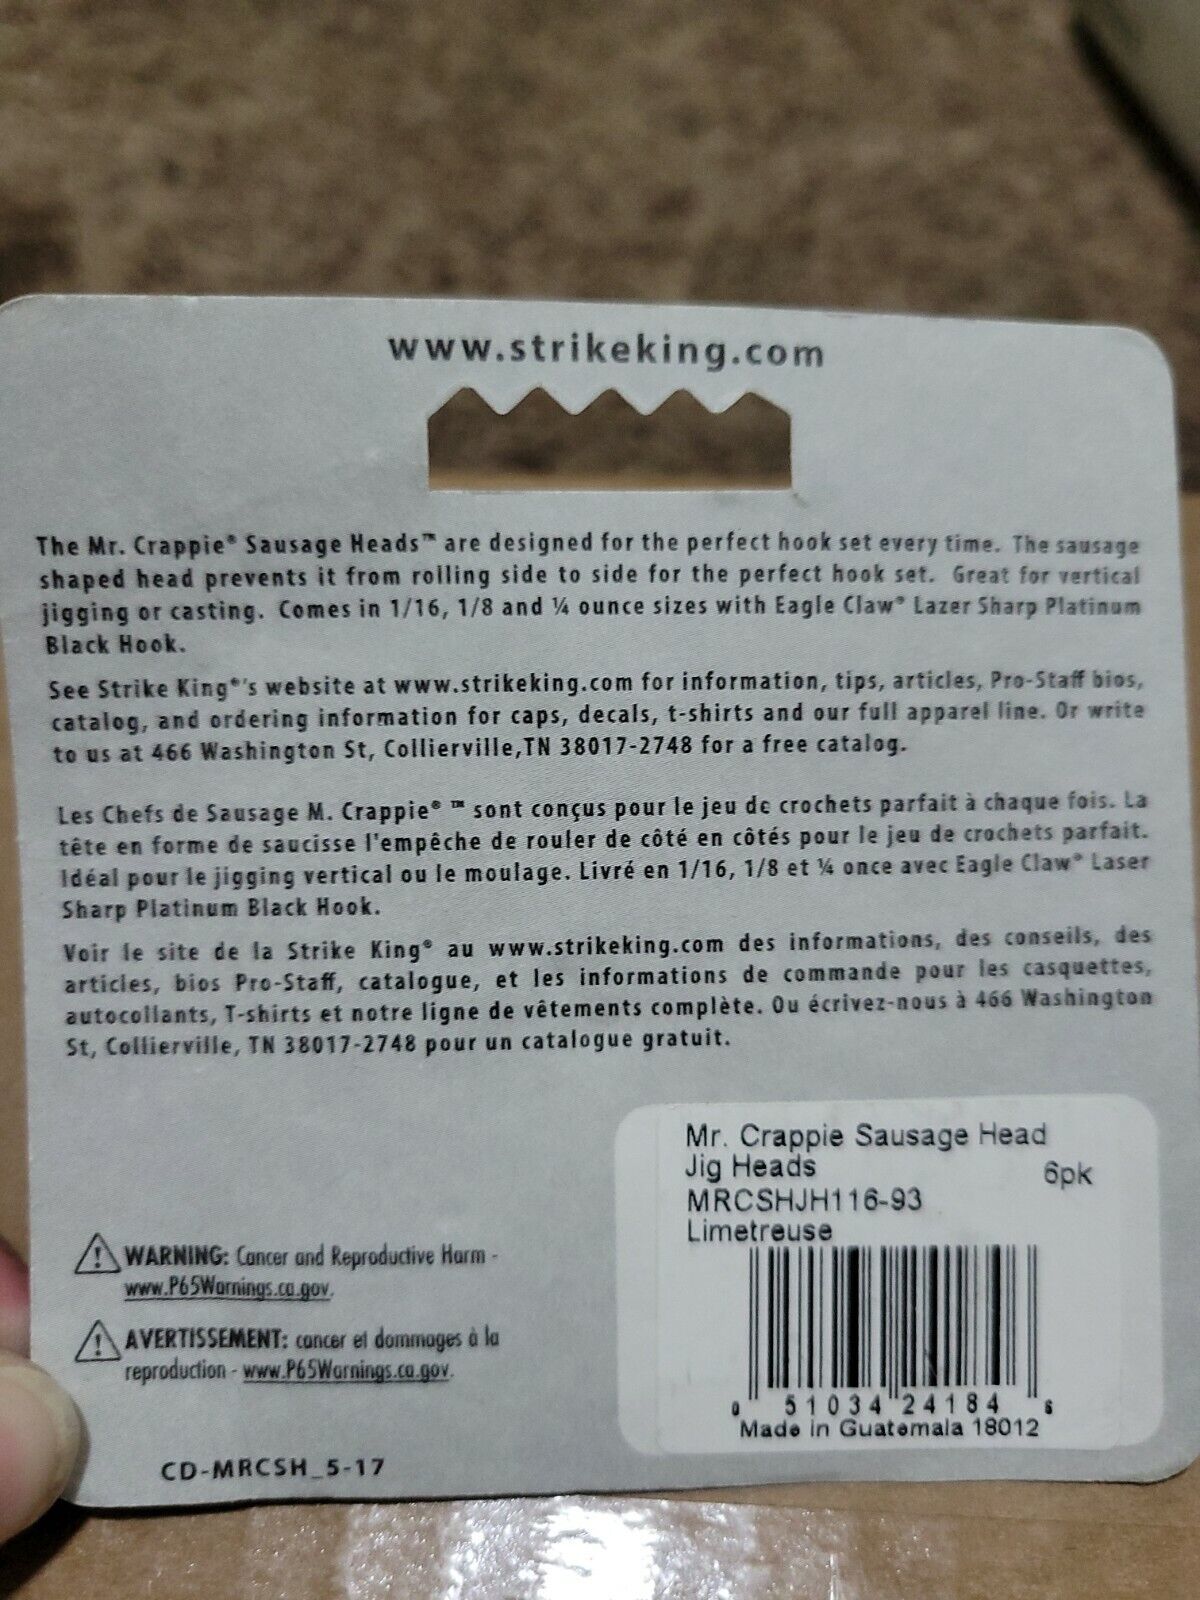 www.strikeking.com
The Mr. Crappie® Sausage Heads™ are designed for the perfect hook set every time. The sausage
shaped head prevents it from rolling side to side for the perfect hook set. Great for vertical
jigging or casting. Comes in 1/16, 1/8 and ¼ ounce sizes with Eagle Claw® Lazer Sharp Platinum
Black Hook.
See Strike King®'s website at www.strikeking.com for information, tips, articles, Pro-Staff bios,
catalog, and ordering information for caps, decals, t-shirts and our full apparel line. Or write
to us at 466 Washington St, Collierville,TN 38017-2748 for a free catalog.
Les Chefs de Sausage M. Crappie® ™ sont conçus pour le jeu de crochets parfait à chaque fois. La
tête en forme de saucisse l'empêche de rouler de côté en côtés pour le jeu de crochets parfait.
Idéal pour le jigging vertical ou le moulage. Livré en 1/16, 1/8 et ¼ once avec Eagle Claw® Laser
Sharp Platinum Black Hook.
Voir le site de la Strike King® au www.strikeking.com des informations, des conseils, des
articles, bios Pro-Staff, catalogue, et les informations de commande pour les casquettes,
autocollants, T-shirts et notre ligne de vêtements complète. Ou écrivez-nous à 466 Washington
St, Collierville, TN 38017-2748 pour un catalogue gratuit.
WARNING: Cancer and Reproductive Harm -
www.P65Warnings.ca.gov.
AVERTISSEMENT: cancer et dommages à la
reproduction - www.P65Warnings.ca.gov.
CD-MRCSH_5-17
Mr. Crappie Sausage Head
Jig Heads 6pk
MRCSHJH116-93
Limetreuse
0 51034 24184 6
Made in Guatemala 18012